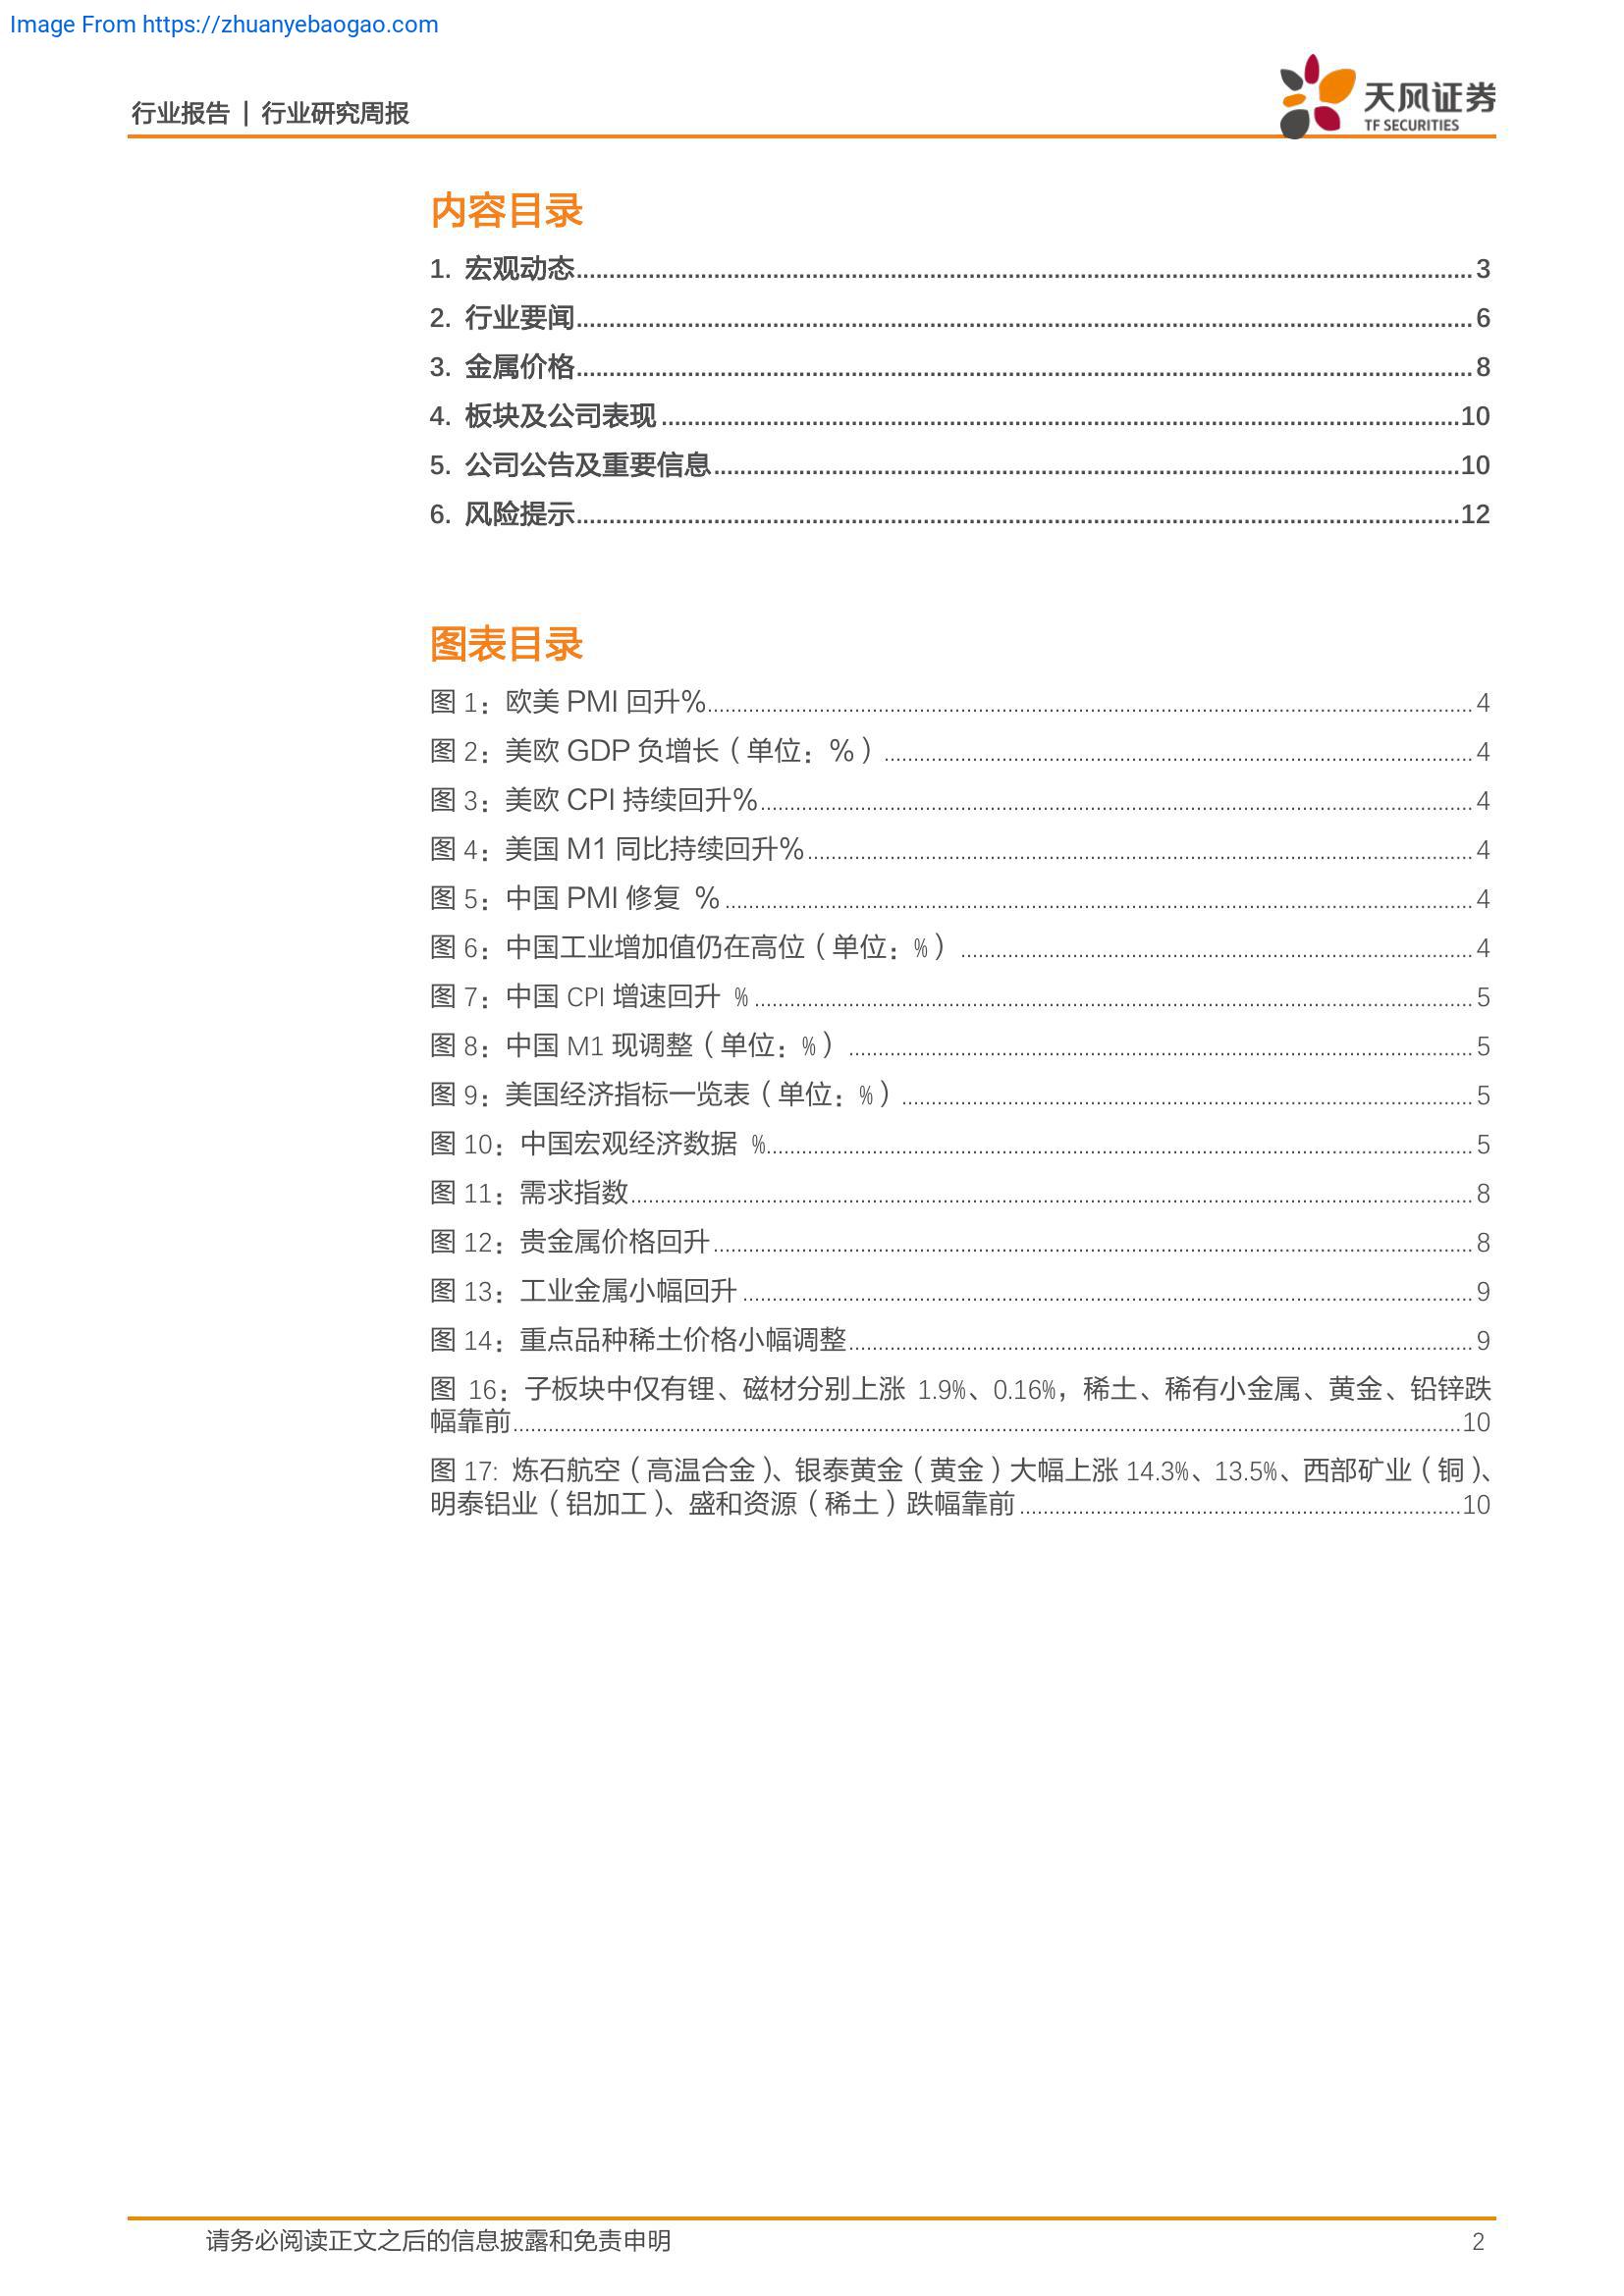 Image From https://zhuanyebaogao.com
行业报告 | 行业研究周报
天风证券
TF SECURITIES
内容目录
1. 宏观动态 3
2. 行业要闻 6
3. 金属价格 8
4. 板块及公司表现 10
5. 公司公告及重要信息 10
6. 风险提示 12
图表目录
图 1：欧美 PMI 回升% 4
图 2：美欧 GDP 负增长（单位：%） 4
图 3：美欧 CPI 持续回升% 4
图 4：美国 M1 同比持续回升% 4
图 5：中国 PMI 修复 % 4
图 6：中国工业增加值仍在高位（单位：%） 4
图 7：中国 CPI 增速回升 % 5
图 8：中国 M1 现调整（单位：%） 5
图 9：美国经济指标一览表（单位：%） 5
图 10：中国宏观经济数据 % 5
图 11：需求指数 8
图 12：贵金属价格回升 8
图 13：工业金属小幅回升 9
图 14：重点品种稀土价格小幅调整 9
图 16：子板块中仅有锂、磁材分别上涨 1.9%、0.16%，稀土、稀有小金属、黄金、铅锌跌
幅靠前 10
图 17: 炼石航空（高温合金）、银泰黄金（黄金）大幅上涨 14.3%、13.5%、西部矿业（铜）、
明泰铝业（铝加工）、盛和资源（稀土）跌幅靠前 10
请务必阅读正文之后的信息披露和免责申明 2